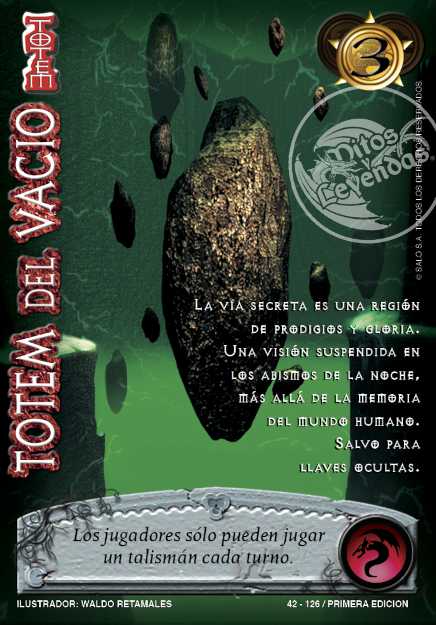 TOTEM
3
TOTEM DEL VACIO
Mitos y
Leyendas
© SALO S.A. TODOS LOS DERECHOS RESERVADOS
La vía secreta es una región
de prodigios y gloria.
Una visión suspendida en
los abismos de la noche,
más allá de la memoria
del mundo humano.
Salvo para
llaves ocultas.
Los jugadores sólo pueden jugar
un talismán cada turno.
ILUSTRADOR: WALDO RETAMALES
42 - 126 / PRIMERA EDICION